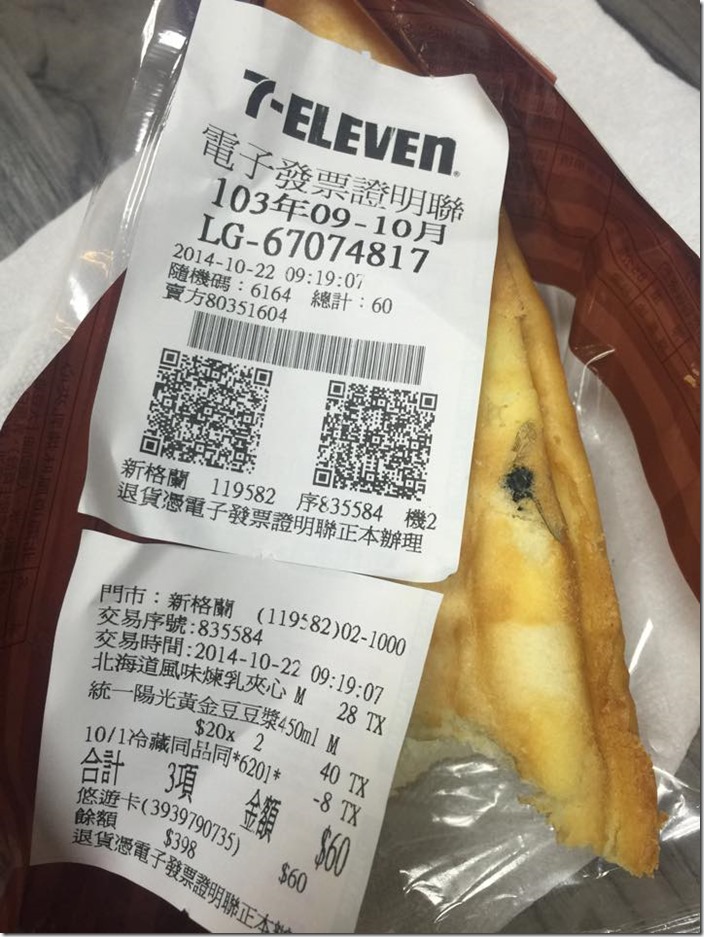 7-ELEVEN
電子發票證明聯
103年09-10月
LG-67074817
2014-10-22 09:19:07
隨機碼：6164 總計：60
賣方80351604
新格蘭 119582 序835584 機2
退貨憑電子發票證明聯正本辦理
門市：新格蘭 (119582)02-1000
交易序號:835584
交易時間:2014-10-22 09:19:07
北海道風味煉乳夾心 M 28 TX
統一陽光黃金豆豆漿450ml M
$20x 2 40 TX
10/1冷藏同品同*6201* -8 TX
合計 3項 金額 $60
悠遊卡(3939790735) $60
餘額 $398
退貨憑電子發票證明聯正本辦